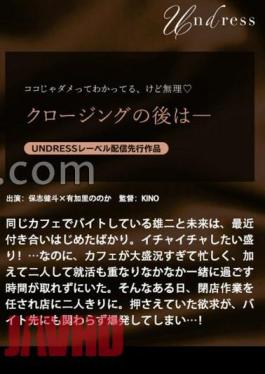 Undress
ココじゃダメってわかってる、けど無理♡
クロージングの後は―
UNDRESSレーベル配信先行作品
出演：保志健斗×有加里ののか 監督：KINO
同じカフェでバイトしている雄二と未来は、最近
付き合いはじめたばかり。イチャイチャしたい盛
り！…なのに、カフェが大盛況すぎて忙しく、加
えて二人して就活も重なりなかなか一緒に過ごす
時間が取れずにいた。そんなある日、閉店作業を
任され店に二人きりに。押さえていた欲求が、バ
イト先にも関わらず爆発してしまい…！